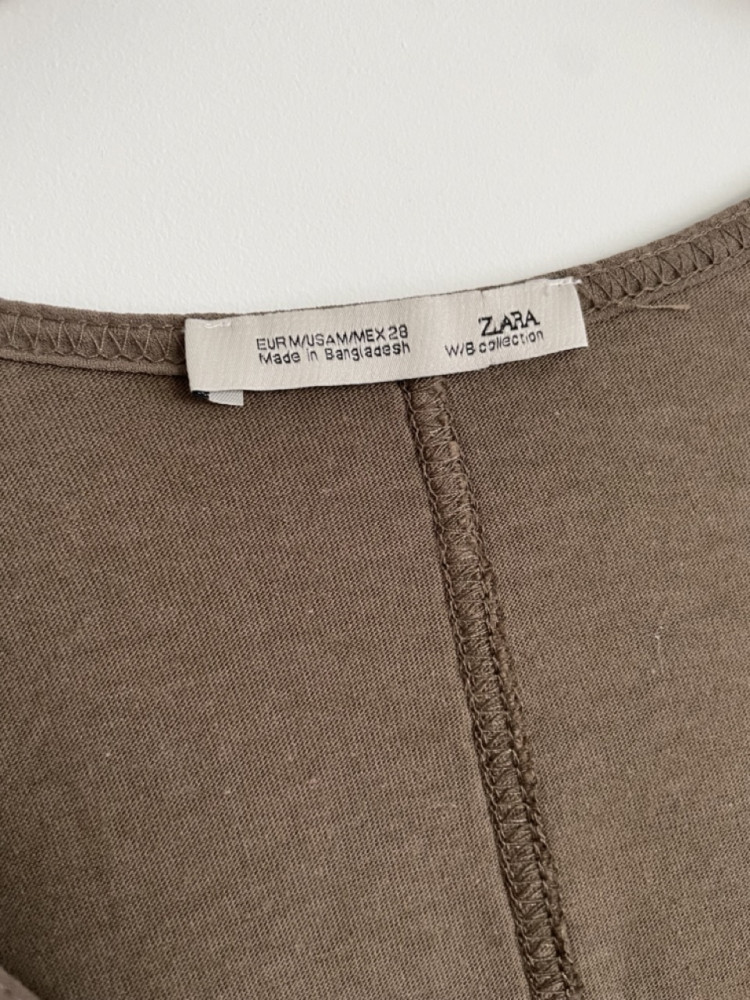 EUR M/USA M/MEX 28
Made in Bangladesh
ZARA
W/B collection